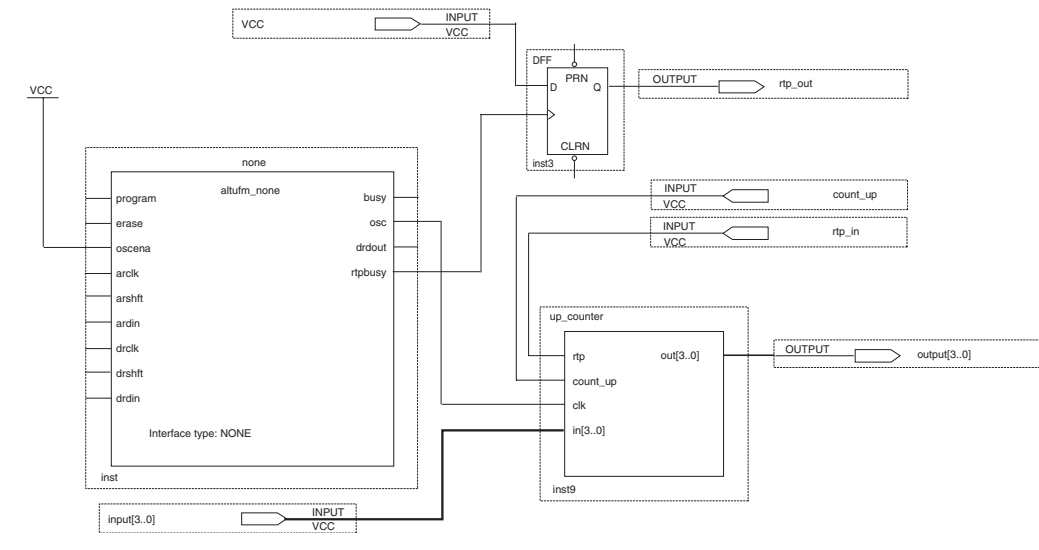 VCC
INPUT
VCC
DFF
PRN
D
Q
CLRN
inst3
OUTPUT
rtp_out
VCC
none
altufm_none
program
erase
oscena
arclk
arshft
ardin
drclk
drshft
drdin
busy
osc
drdout
rtpbusy
Interface type: NONE
inst
INPUT
VCC
count_up
INPUT
VCC
rtp_in
up_counter
rtp
count_up
clk
in[3..0]
out[3..0]
inst9
OUTPUT
output[3..0]
input[3..0]
INPUT
VCC